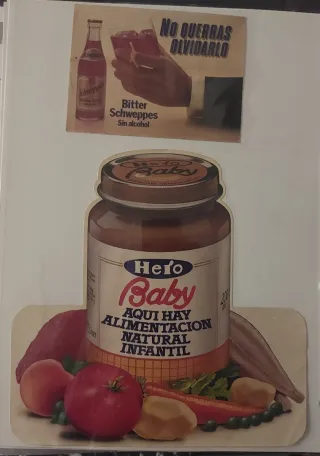 NO QUERRAS
OLVIDARLO
Bitter
Schweppes
Sin alcohol
Hero
Baby
Hero
Baby
AQUI HAY
ALIMENTACION
NATURAL
INFANTIL